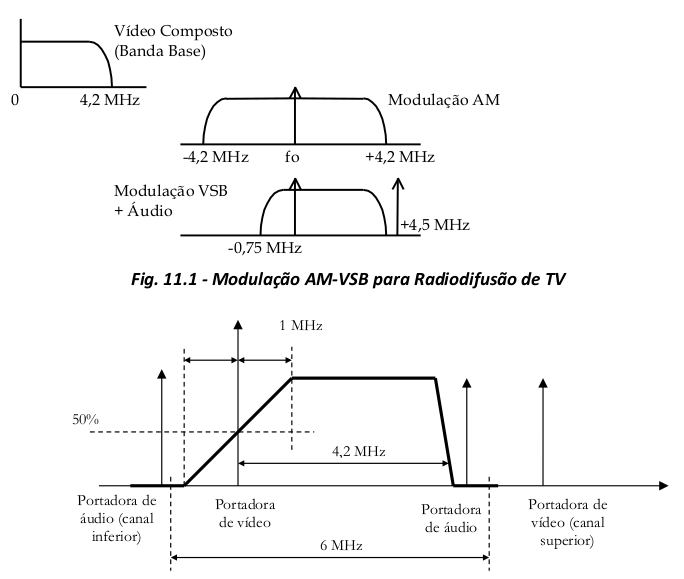 Vídeo Composto
(Banda Base)
0
4,2 MHz
Modulação AM
-4,2 MHz
fo
+4,2 MHz
Modulação VSB
+ Áudio
+4,5 MHz
-0,75 MHz
Fig. 11.1 - Modulação AM-VSB para Radiodifusão de TV
1 MHz
50%
4,2 MHz
Portadora de
áudio (canal
inferior)
Portadora
de vídeo
Portadora
de áudio
Portadora de
vídeo (canal
superior)
6 MHz